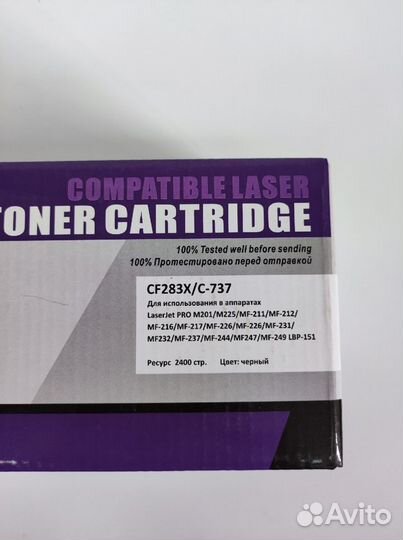 COMPATIBLE LASER
TONER CARTRIDGE
100% Tested well before sending
100% Протестировано перед отправкой
CF283X/C-737
Для использования в аппаратах
LaserJet PRO M201/M225/MF-211/MF-212/
MF-216/MF-217/MF-226/MF-226/MF-231/
MF232/MF-237/MF-244/MF247/MF-249 LBP-151
Ресурс 2400 стр. Цвет: черный
Avito